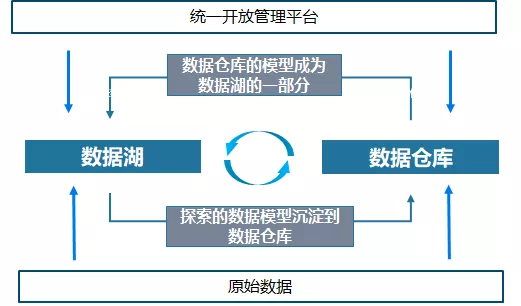 统一开放管理平台
数据仓库的模型成为
数据湖的一部分
数据湖
数据仓库
探索的数据模型沉淀到
数据仓库
原始数据